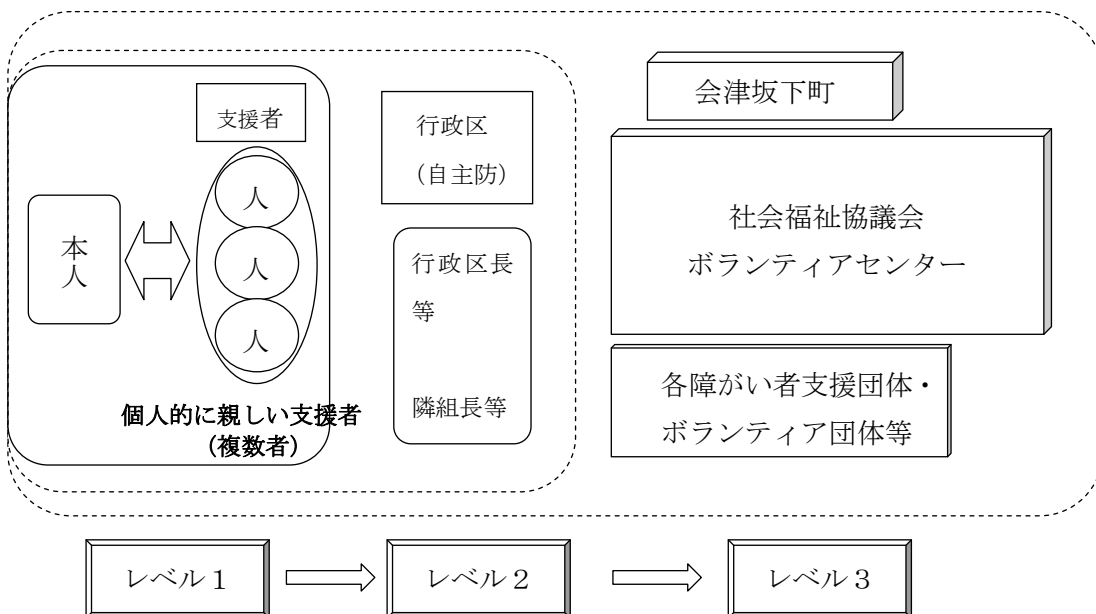 支援者
本
人
人
人
人
個人的に親しい支援者
（複数者）
行政区
（自主防）
行政区長
等
隣組長等
会津坂下町
社会福祉協議会
ボランティアセンター
各障がい者支援団体・
ボランティア団体等
レベル１
レベル２
レベル３